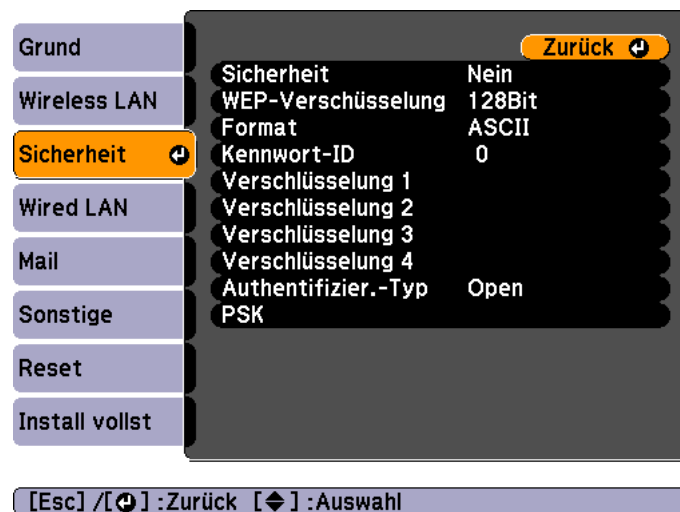 Grund
Wireless LAN
Sicherheit
Wired LAN
Mail
Sonstige
Reset
Install vollst
Zurück
Sicherheit Nein
WEP-Verschüsselung 128Bit
Format ASCII
Kennwort-ID 0
Verschlüsselung 1
Verschlüsselung 2
Verschlüsselung 3
Verschlüsselung 4
Authentifizier.-Typ Open
PSK
[Esc] /[⏎] :Zurück [◆] :Auswahl